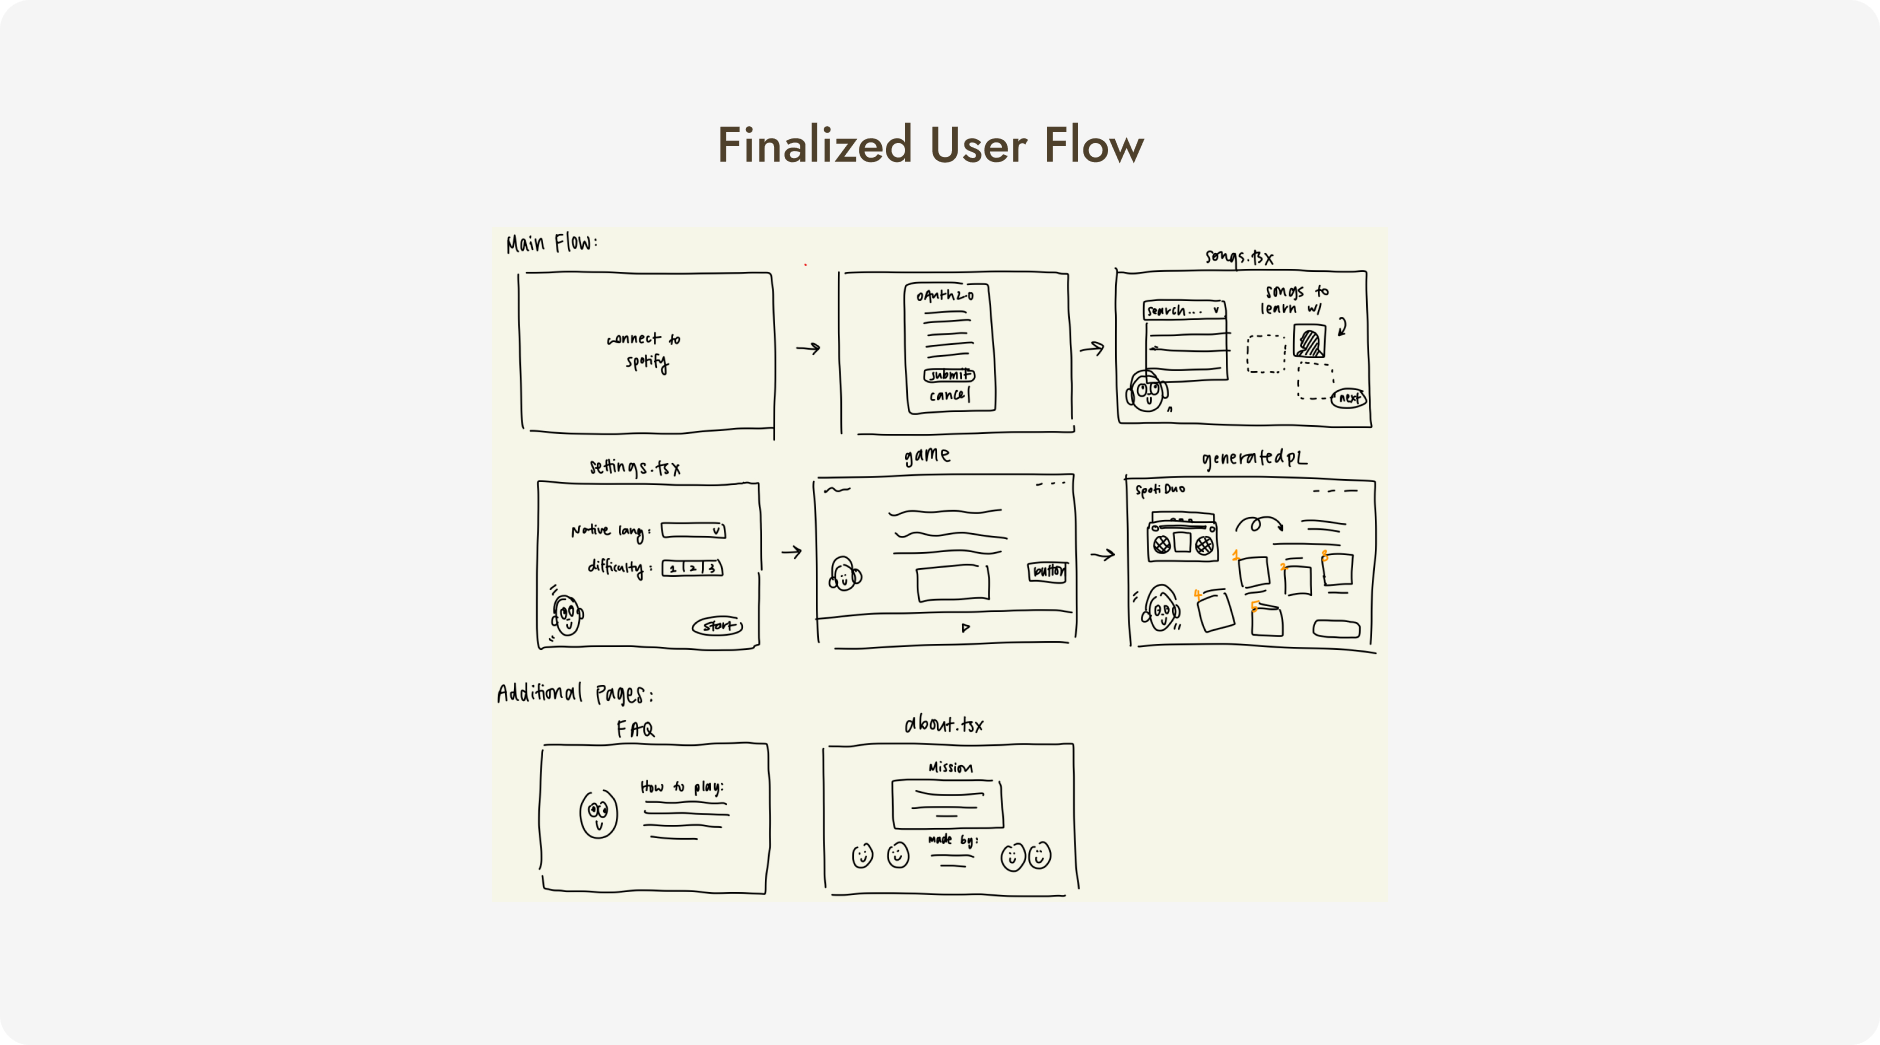 Finalized User Flow
Main Flow:
connect to
spotify
OAuth2.0
submit
cancel
songs.tsx
search... v
songs to
learn w/
next
settings.tsx
Native lang: v
difficulty: 1 2 3
start
game
button
generatedpL
Spoti Duo
1
2
3
4
5
Additional pages:
FAQ
How to play:
about.tsx
Mission
made by: